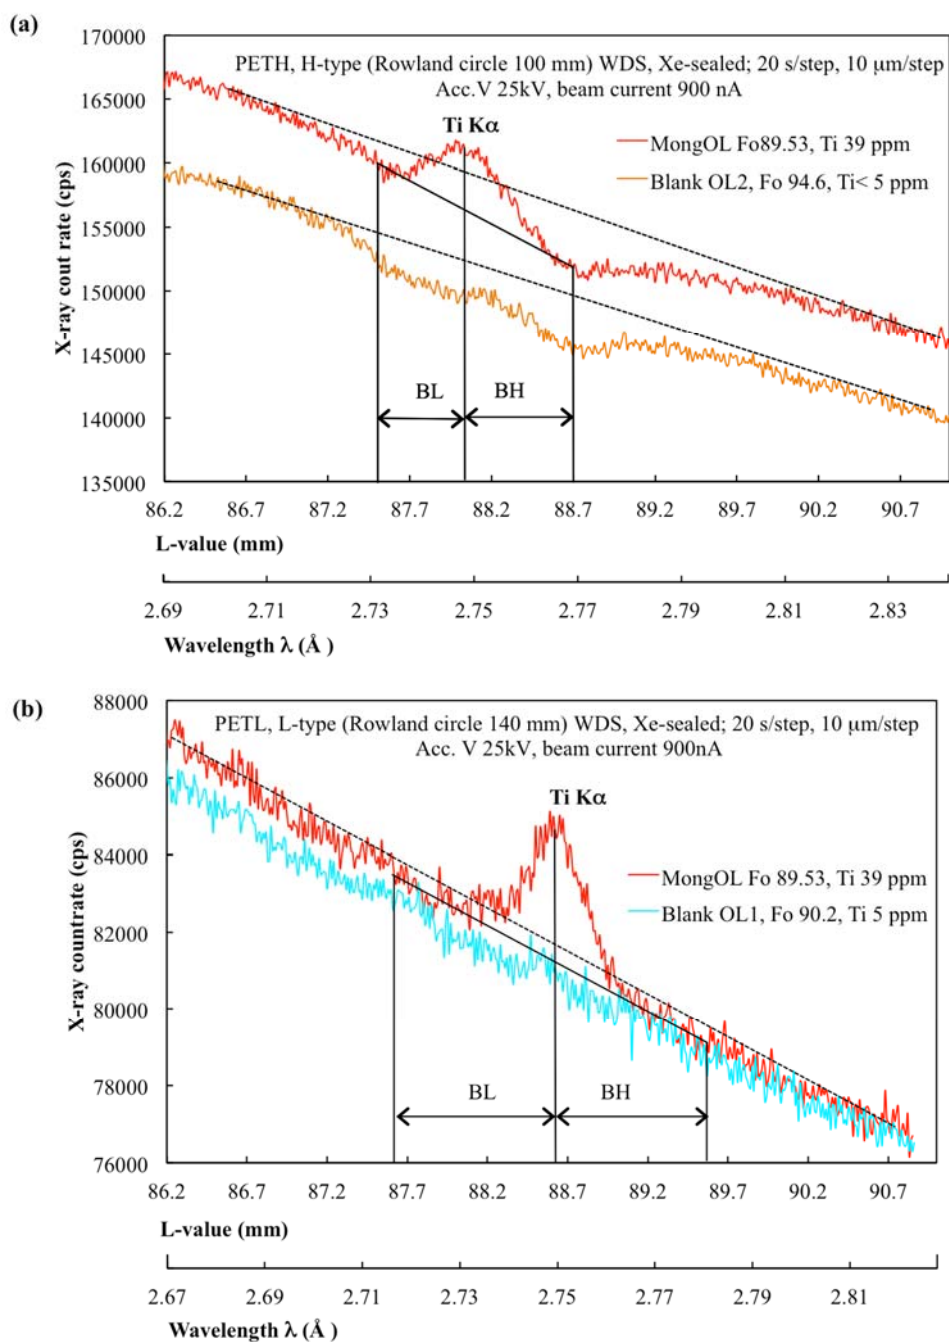 (a)
170000
165000
160000
155000
150000
145000
140000
135000
X-ray cout rate (cps)
PETH, H-type (Rowland circle 100 mm) WDS, Xe-sealed; 20 s/step, 10 μm/step
Acc.V 25kV, beam current 900 nA
Ti Kα
MongOL Fo89.53, Ti 39 ppm
Blank OL2, Fo 94.6, Ti< 5 ppm
BL
BH
86.2 86.7 87.2 87.7 88.2 88.7 89.2 89.7 90.2 90.7
L-value (mm)
2.69 2.71 2.73 2.75 2.77 2.79 2.81 2.83
Wavelength λ (Å )
(b)
88000
86000
84000
82000
80000
78000
76000
X-ray countrate (cps)
PETL, L-type (Rowland circle 140 mm) WDS, Xe-sealed; 20 s/step, 10 μm/step
Acc. V 25kV, beam current 900nA
Ti Kα
MongOL Fo 89.53, Ti 39 ppm
Blank OL1, Fo 90.2, Ti 5 ppm
BL
BH
86.2 86.7 87.2 87.7 88.2 88.7 89.2 89.7 90.2 90.7
L-value (mm)
2.67 2.69 2.71 2.73 2.75 2.77 2.79 2.81
Wavelength λ (Å )